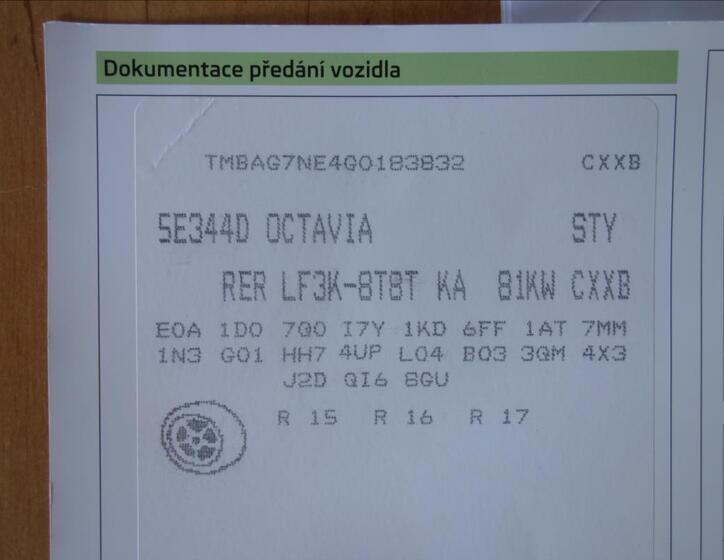 Dokumentace předání vozidla
TMBAG7NE4G0183832 CXXB
5E344D OCTAVIA STY
RER LF3K-8T8T KA 81KW CXXB
E0A 1D0 7Q0 I7Y 1KD 6FF 1AT 7MM
1N3 G01 HH7 4UP L04 B03 3QM 4X3
J2D QI6 8GU
R 15 R 16 R 17